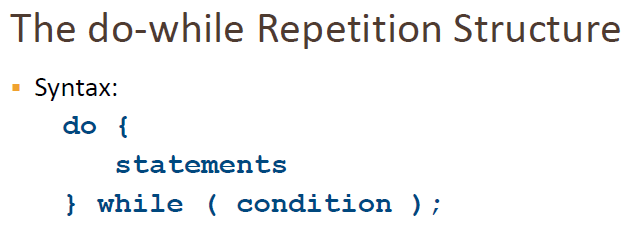 The do-while Repetition Structure
▪ Syntax:
do {
statements
} while ( condition );